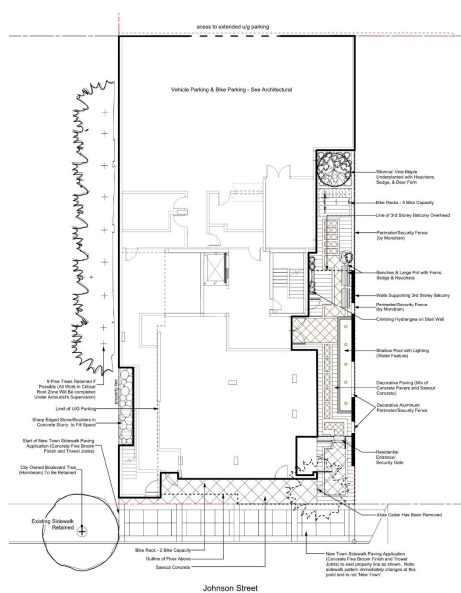 acess to extended u/g parking
Vehicle Parking & Bike Parking - See Architectural
'Monroe' Vine Maple
Underplanted with Heuchera,
Sedge, & Deer Fern
Bike Racks - 6 Bike Capacity
Line of 3rd Storey Balcony Overhead
Perimeter/Security Fence
(by Mondrian)
Benches & Large Pot with Ferns
Sedge & Heuchera
Walls Supporting 3rd Storey Balcony
Perimeter/Security Fence
(by Mondrian)
Climbing Hydrangea on Stair Wall
Shallow Pool with Lighting
(Water Feature)
Decorative Paving (Mix of
Concrete Pavers and Sawcut
Concrete)
Decorative Aluminum
Perimeter/Security Fence
Residential
Entrance/
Security Gate
Atlas Cedar Has Been Removed
New Town Sidewalk Paving Application
(Concrete Fine Broom Finish and Trowel
Joints) to east property line as shown. Note:
sidewalk pattern immediately changes at this
point and is not 'New Town'.
9-Pine Trees Retained if
Possible (All Work in Critical
Root Zone Will be Completed
Under Arbourist's Supervision)
property line
Limit of U/G Parking
Sharp Edged Stone/Boulders in
Concrete Slurry to Fill Space
Start of New Town Sidewalk Paving
Application (Concrete Fine Broom
Finish and Trowel Joints)
City Owned Boulevard Tree
(Hornbeam) To Be Retained
Existing Sidewalk
Retained
Bike Rack - 2 Bike Capacity
Outline of Floor Above
Sawcut Concrete
Johnson Street